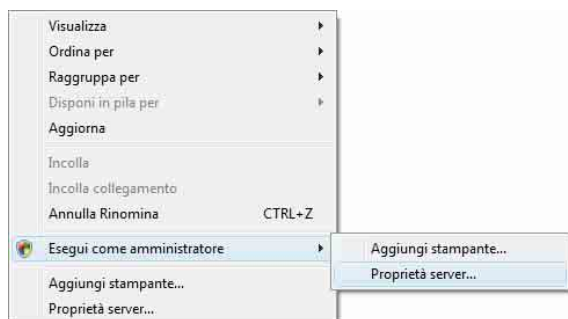 Visualizza
Ordina per
Raggruppa per
Disponi in pila per
Aggiorna
Incolla
Incolla collegamento
Annulla Rinomina CTRL+Z
Esegui come amministratore
Aggiungi stampante...
Proprietà server...
Aggiungi stampante...
Proprietà server...